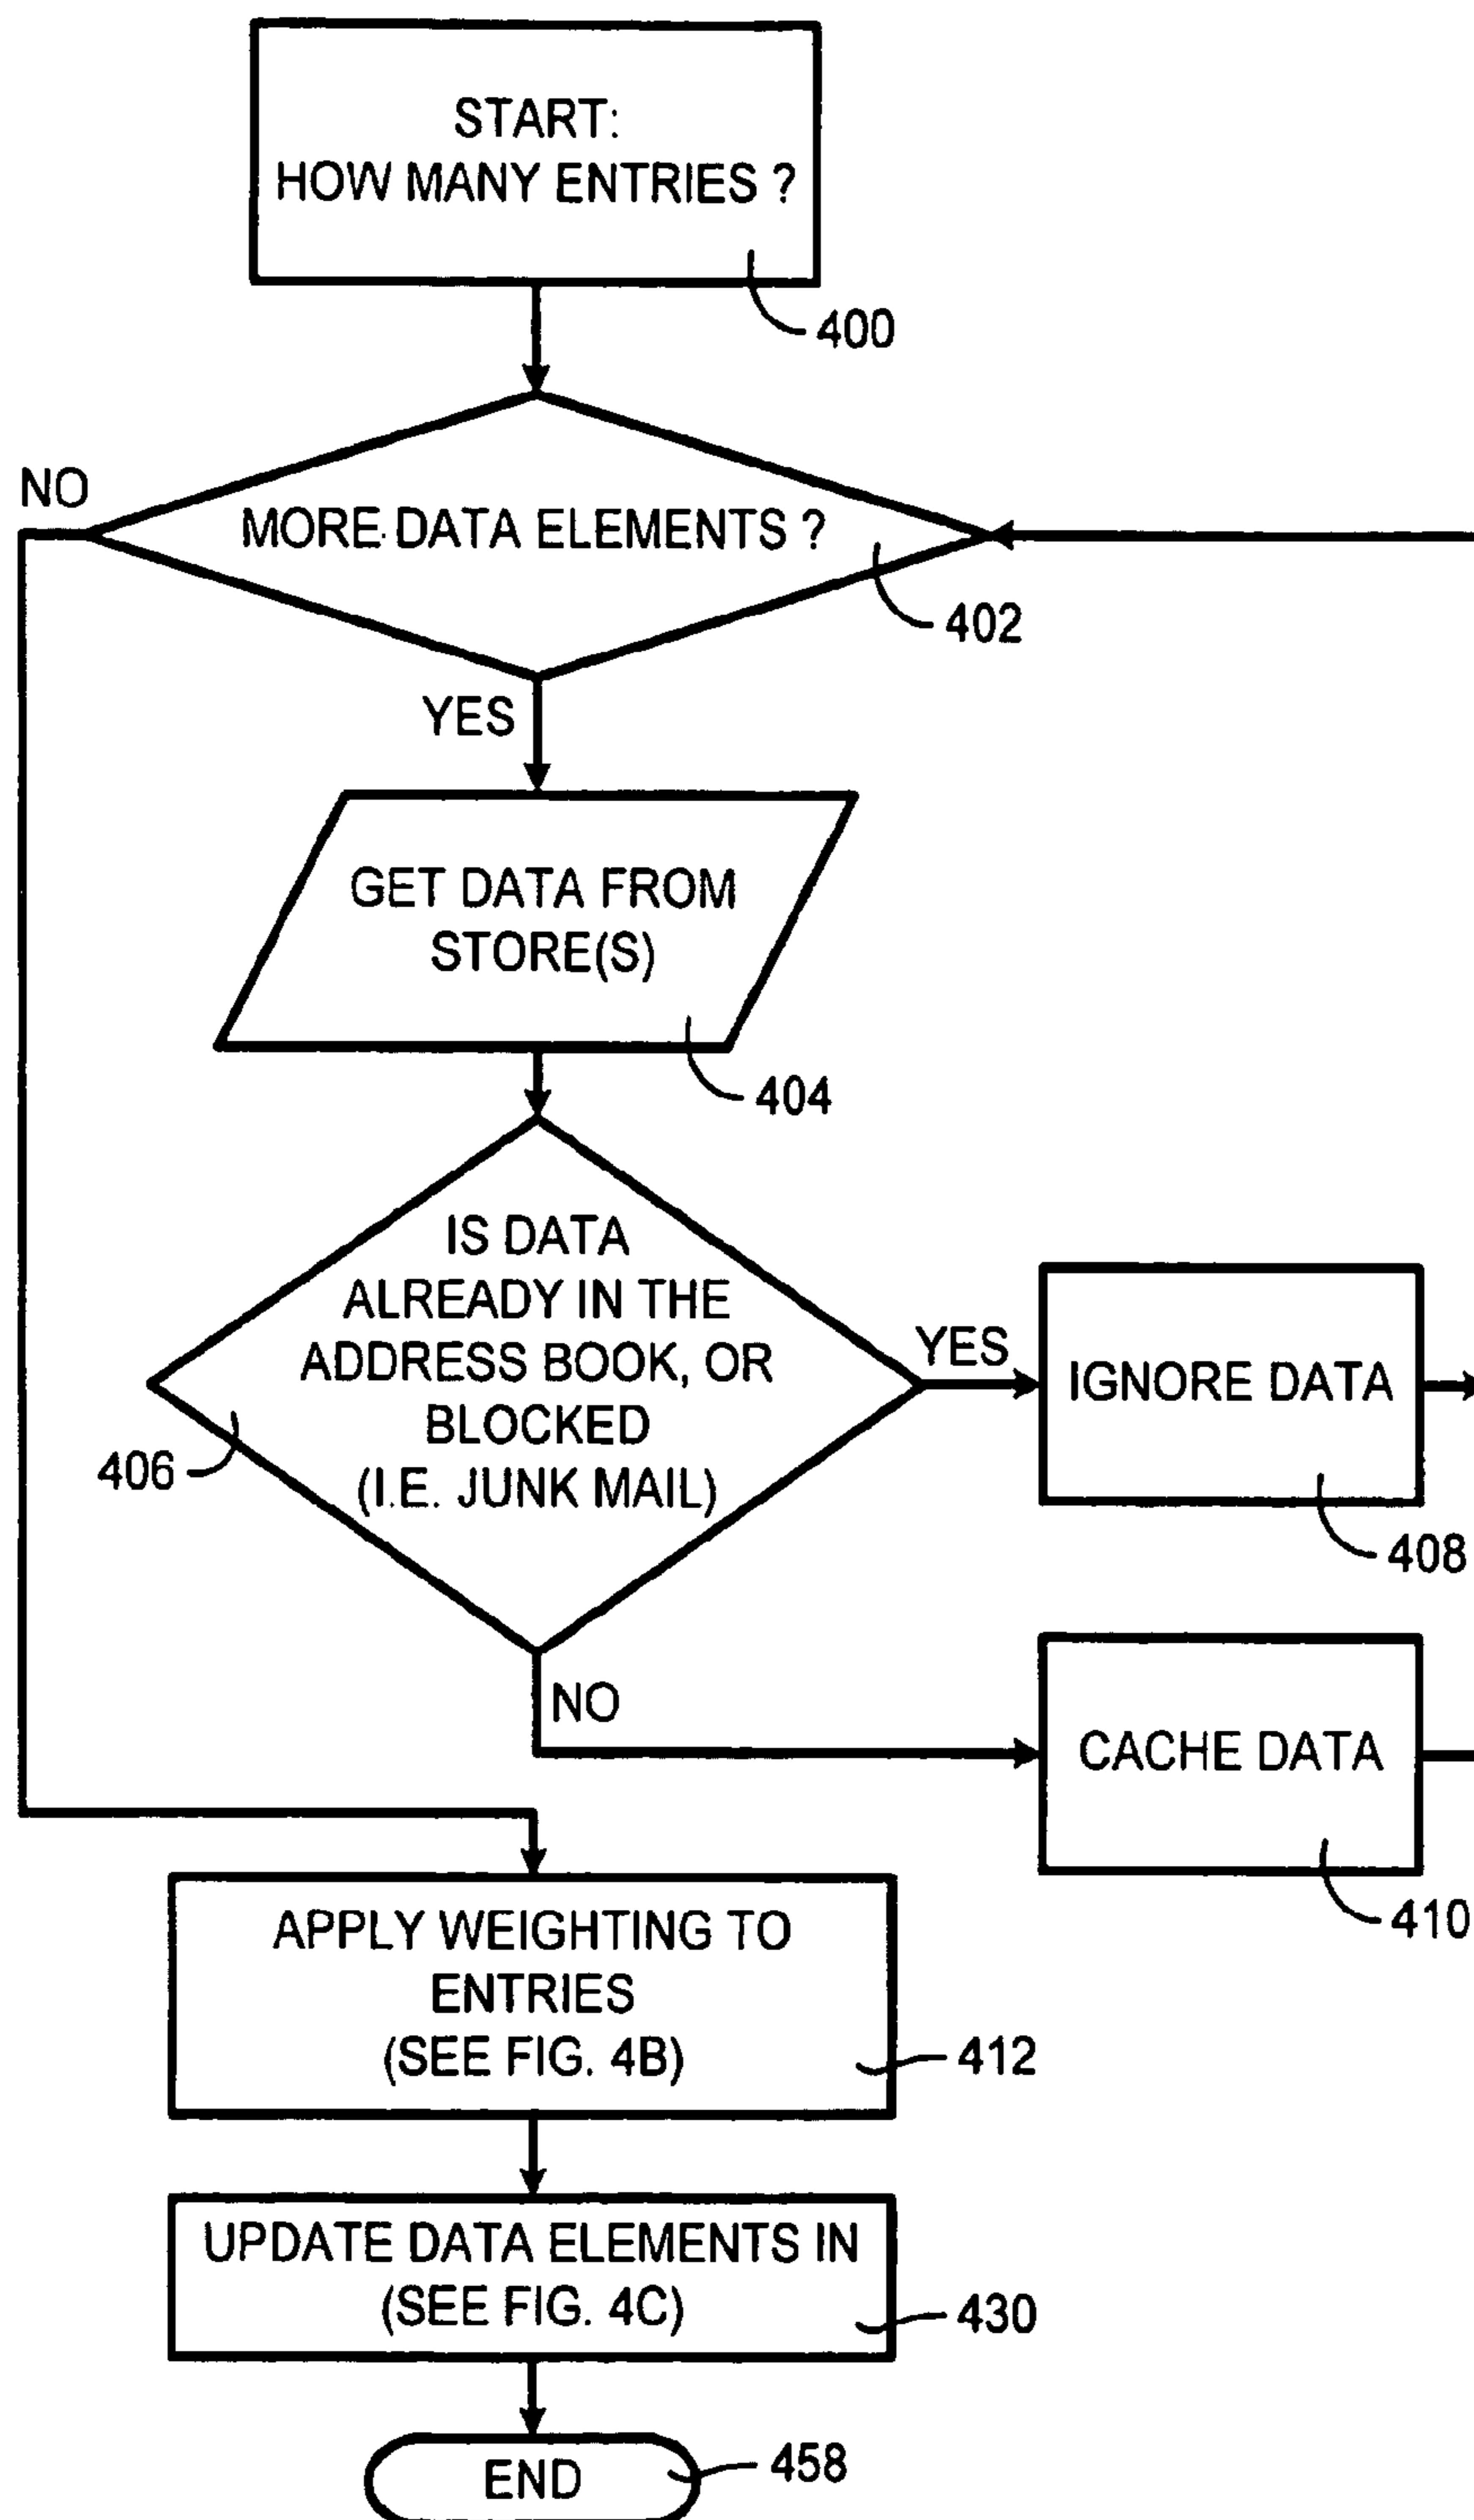 START:
HOW MANY ENTRIES ?
400
NO
MORE DATA ELEMENTS ?
402
YES
GET DATA FROM
STORE(S)
404
IS DATA
ALREADY IN THE
ADDRESS BOOK, OR
BLOCKED
(I.E. JUNK MAIL)
406
YES
IGNORE DATA
408
NO
CACHE DATA
410
APPLY WEIGHTING TO
ENTRIES
(SEE FIG. 4B)
412
UPDATE DATA ELEMENTS IN
(SEE FIG. 4C)
430
END
458